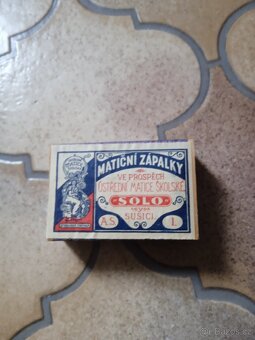 MATIČNÍ ZÁPALKY
VE PROSPĚCH
ÚSTŘEDNÍ MATICE ŠKOLSKÉ
SOLO
SUŠICI
A.S.
1.